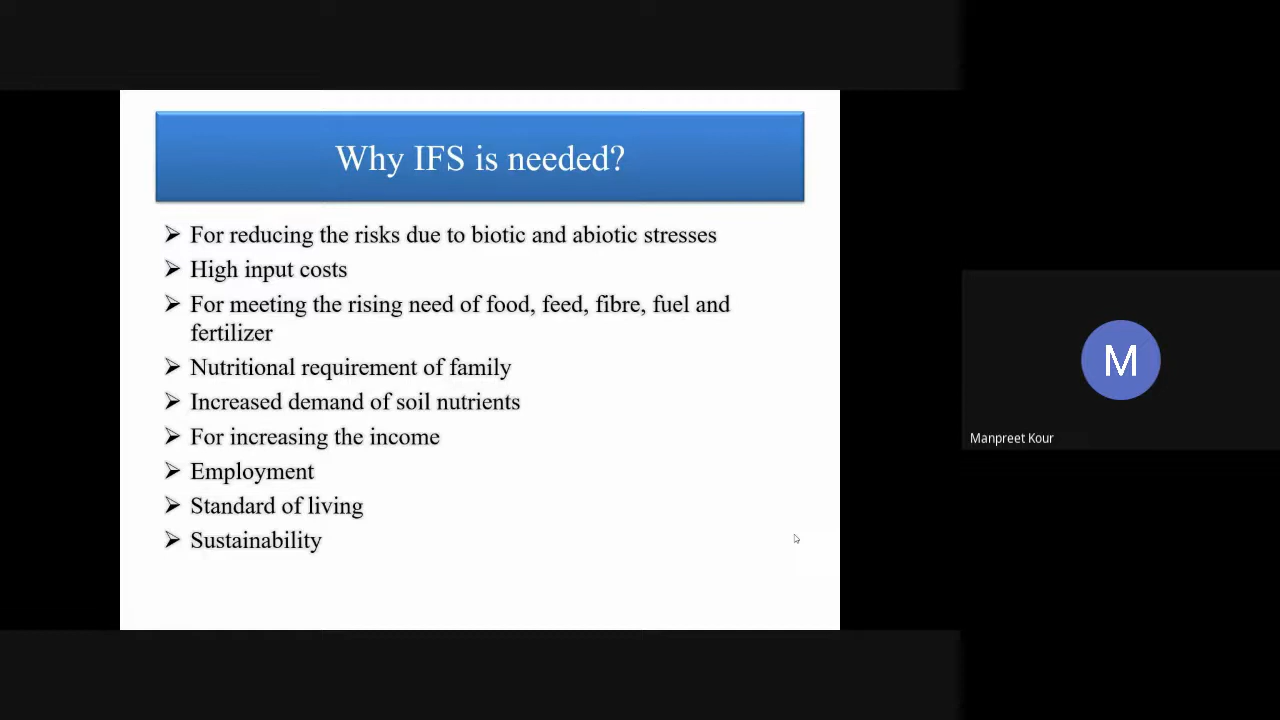 Why IFS is needed?
➢ For reducing the risks due to biotic and abiotic stresses
➢ High input costs
➢ For meeting the rising need of food, feed, fibre, fuel and
fertilizer
➢ Nutritional requirement of family
➢ Increased demand of soil nutrients
➢ For increasing the income
➢ Employment
➢ Standard of living
➢ Sustainability
M
Manpreet Kour